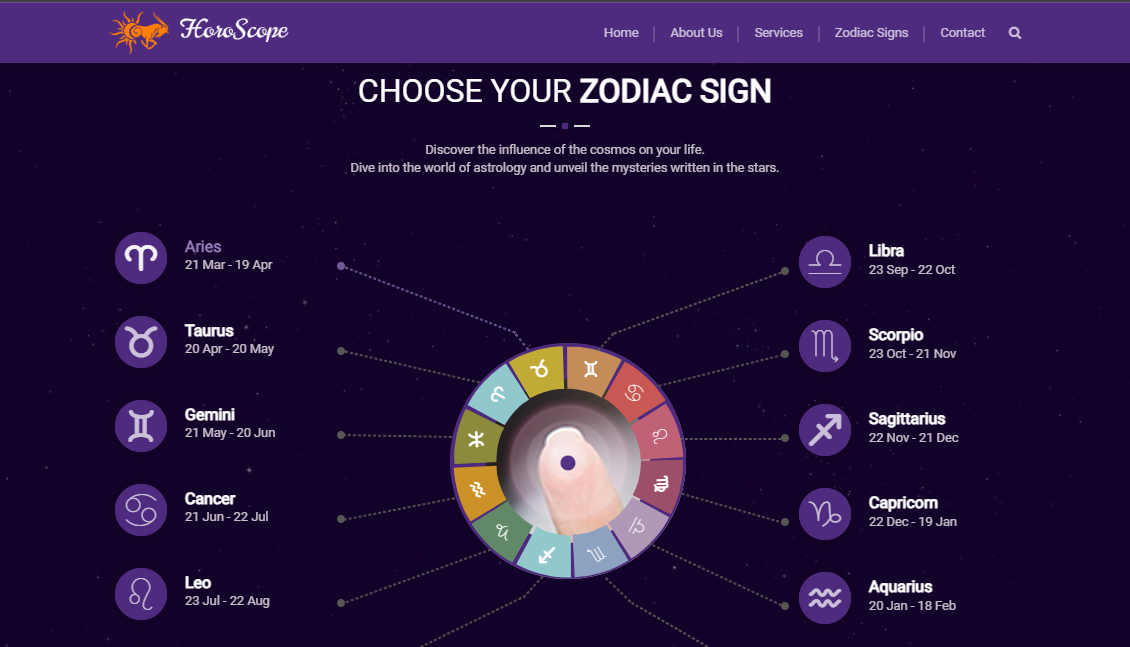 HoroScope
Home
About Us
Services
Zodiac Signs
Contact
CHOOSE YOUR ZODIAC SIGN
Discover the influence of the cosmos on your life.
Dive into the world of astrology and unveil the mysteries written in the stars.
Aries
21 Mar - 19 Apr
Taurus
20 Apr - 20 May
Gemini
21 May - 20 Jun
Cancer
21 Jun - 22 Jul
Leo
23 Jul - 22 Aug
Libra
23 Sep - 22 Oct
Scorpio
23 Oct - 21 Nov
Sagittarius
22 Nov - 21 Dec
Capricorn
22 Dec - 19 Jan
Aquarius
20 Jan - 18 Feb